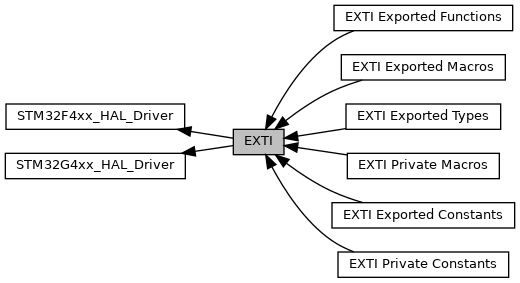 EXTI Exported Functions
EXTI Exported Macros
STM32F4xx_HAL_Driver
EXTI Exported Types
EXTI
STM32G4xx_HAL_Driver
EXTI Private Macros
EXTI Exported Constants
EXTI Private Constants